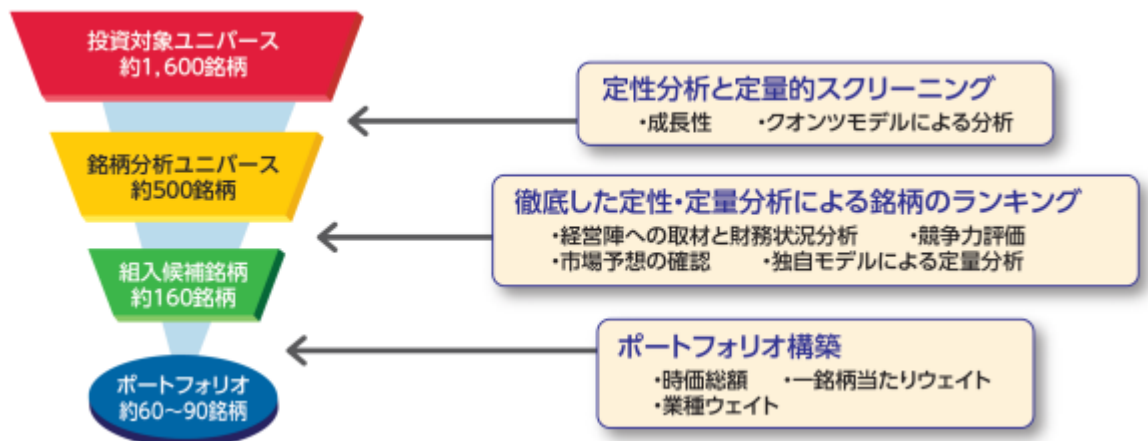 投資対象ユニバース
約1,600銘柄
定性分析と定量的スクリーニング
・成長性 ・クオンツモデルによる分析
銘柄分析ユニバース
約500銘柄
徹底した定性・定量分析による銘柄のランキング
・経営陣への取材と財務状況分析 ・競争力評価
・市場予想の確認 ・独自モデルによる定量分析
組入候補銘柄
約160銘柄
ポートフォリオ構築
・時価総額 ・一銘柄当たりウェイト
・業種ウェイト
ポートフォリオ
約60～90銘柄